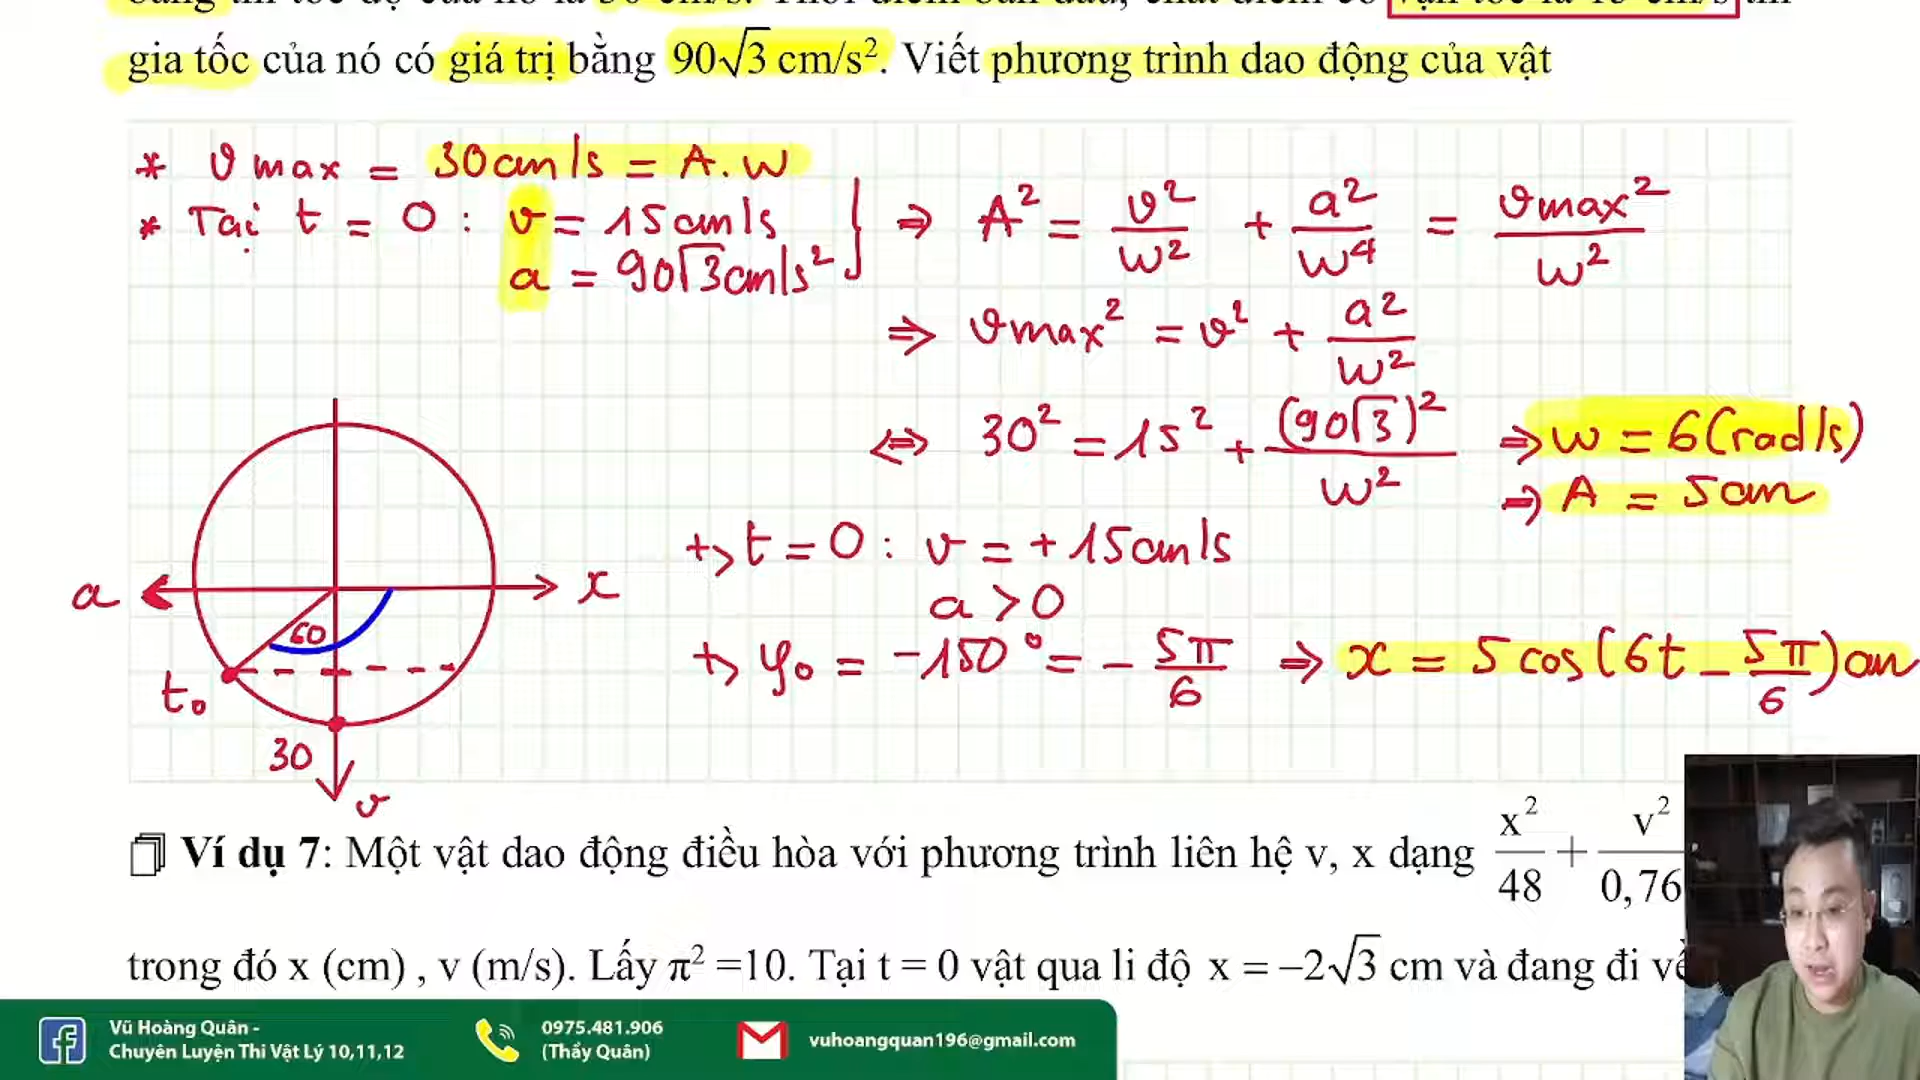 gia tốc của nó có giá trị bằng 90√3 cm/s². Viết phương trình dao động của vật
* vmax = 30cm/s = A.w
* Tại t = 0 : v = 15cm/s
a = 90√3cm/s²
⇒ A² = v²/w² + a²/w⁴ = vmax²/w²
⇒ vmax² = v² + a²/w²
⇔ 30² = 15² + (90√3)²/w² ⇒ w = 6(rad/s)
⇒ A = 5cm
+> t = 0 : v = +15cm/s
a > 0
+> φ₀ = -150° = - 5π/6 ⇒ x = 5cos(6t - 5π/6)cm
a
x
60
t₀
30
v
Ví dụ 7: Một vật dao động điều hòa với phương trình liên hệ v, x dạng x²/48 + v²/0,76
trong đó x (cm) , v (m/s). Lấy π² =10. Tại t = 0 vật qua li độ x = –2√3 cm và đang đi về
Vũ Hoàng Quân -
Chuyên Luyện Thi Vật Lý 10,11,12
0975.481.906
(Thầy Quân)
vuhoangquan196@gmail.com